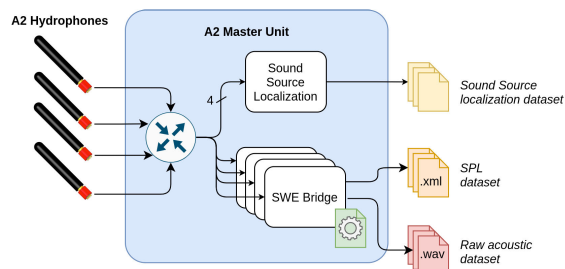 A2 Hydrophones
A2 Master Unit
Sound
Source
Localization
4
Sound Source
localization dataset
SWE Bridge
.xml
SPL
dataset
.wav
Raw acoustic
dataset